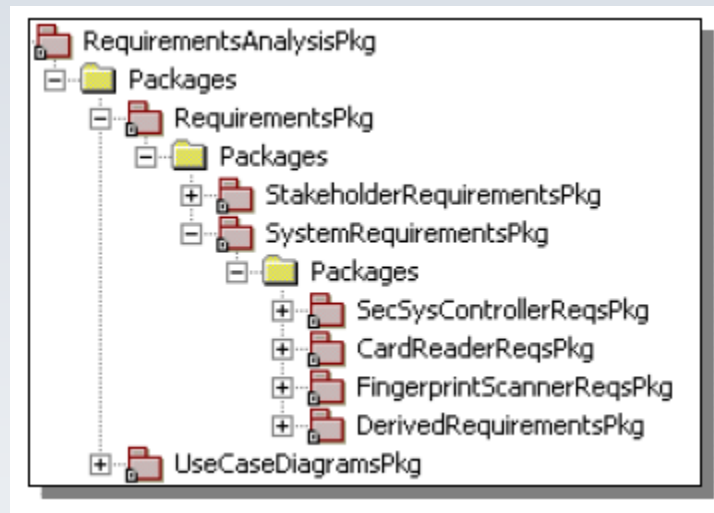 RequirementsAnalysisPkg
Packages
RequirementsPkg
Packages
StakeholderRequirementsPkg
SystemRequirementsPkg
Packages
SecSysControllerReqsPkg
CardReaderReqsPkg
FingerprintScannerReqsPkg
DerivedRequirementsPkg
UseCaseDiagramsPkg